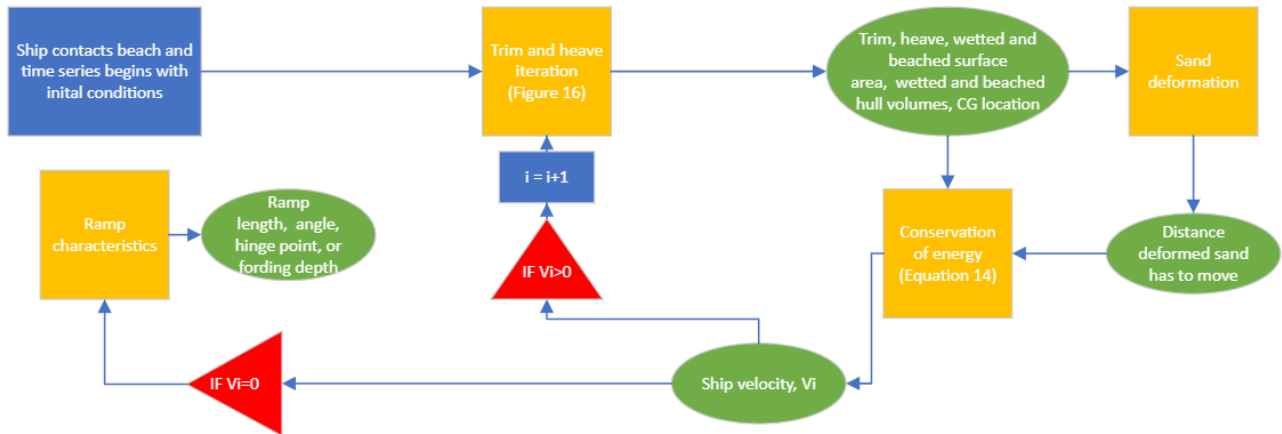 Ship contacts beach and
time series begins with
inital conditions
Trim and heave
iteration
(Figure 16)
Trim, heave, wetted and
beached surface
area, wetted and beached
hull volumes, CG location
Sand
deformation
i = i+1
Ramp
characteristics
Ramp
length, angle,
hinge point, or
fording depth
IF Vi>0
Conservation
of energy
(Equation 14)
Distance
deformed sand
has to move
IF Vi=0
Ship velocity, Vi